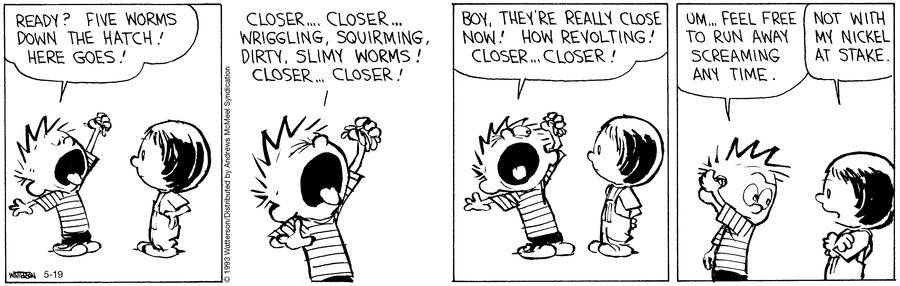 READY? FIVE WORMS
DOWN THE HATCH!
HERE GOES!
WATTERSON 5-19
© 1993 Watterson/Distributed by Andrews McMeel Syndication
CLOSER.... CLOSER...
WRIGGLING, SQUIRMING,
DIRTY, SLIMY WORMS!
CLOSER... CLOSER!
BOY, THEY'RE REALLY CLOSE
NOW! HOW REVOLTING!
CLOSER...CLOSER!
UM... FEEL FREE
TO RUN AWAY
SCREAMING
ANY TIME.
NOT WITH
MY NICKEL
AT STAKE.